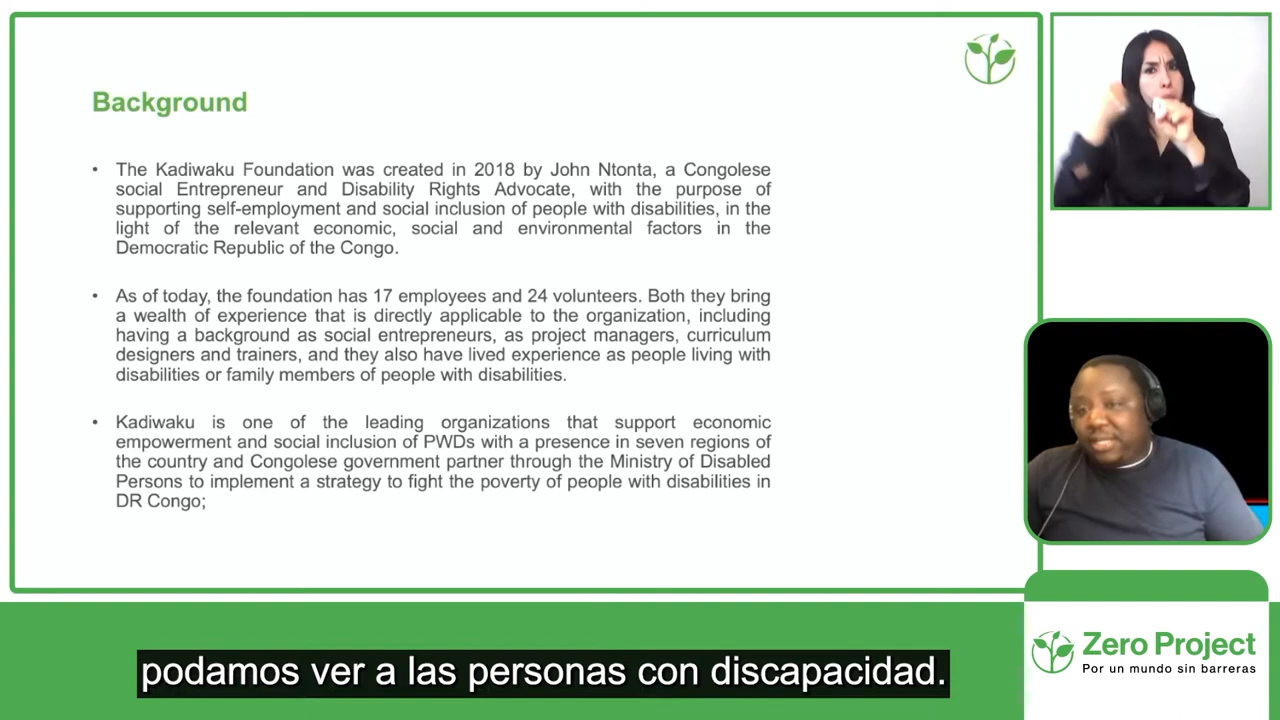 Background
• The Kadiwaku Foundation was created in 2018 by John Ntonta, a Congolese
social Entrepreneur and Disability Rights Advocate, with the purpose of
supporting self-employment and social inclusion of people with disabilities, in the
light of the relevant economic, social and environmental factors in the
Democratic Republic of the Congo.
• As of today, the foundation has 17 employees and 24 volunteers. Both they bring
a wealth of experience that is directly applicable to the organization, including
having a background as social entrepreneurs, as project managers, curriculum
designers and trainers, and they also have lived experience as people living with
disabilities or family members of people with disabilities.
• Kadiwaku is one of the leading organizations that support economic
empowerment and social inclusion of PWDs with a presence in seven regions of
the country and Congolese government partner through the Ministry of Disabled
Persons to implement a strategy to fight the poverty of people with disabilities in
DR Congo;
podamos ver a las personas con discapacidad.
Zero Project
Por un mundo sin barreras